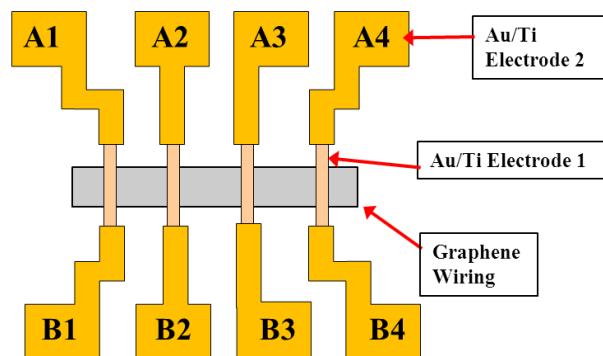 A1 A2 A3 A4
Au/Ti
Electrode 2
Au/Ti Electrode 1
Graphene
Wiring
B1 B2 B3 B4